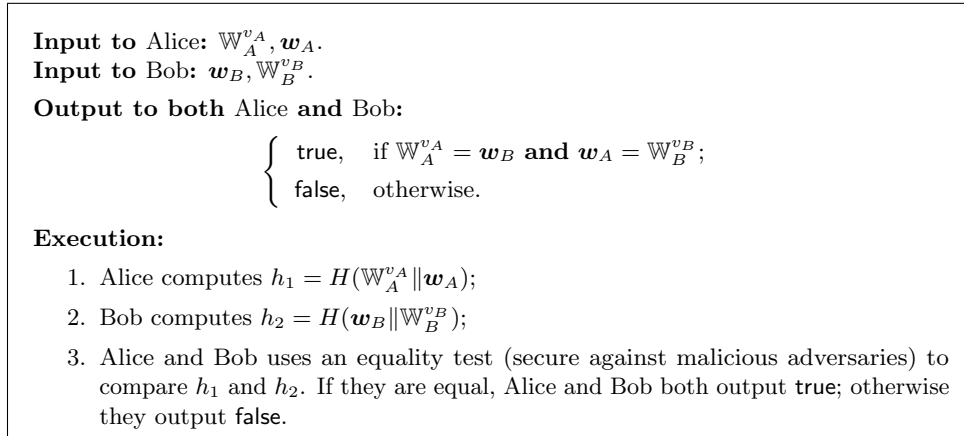 Input to Alice: 𝕎_A^{v_A}, w_A.
Input to Bob: w_B, 𝕎_B^{v_B}.
Output to both Alice and Bob:
{ true, if 𝕎_A^{v_A} = w_B and w_A = 𝕎_B^{v_B};
false, otherwise.
Execution:
1. Alice computes h_1 = H(𝕎_A^{v_A}‖w_A);
2. Bob computes h_2 = H(w_B‖𝕎_B^{v_B});
3. Alice and Bob uses an equality test (secure against malicious adversaries) to
compare h_1 and h_2. If they are equal, Alice and Bob both output true; otherwise
they output false.